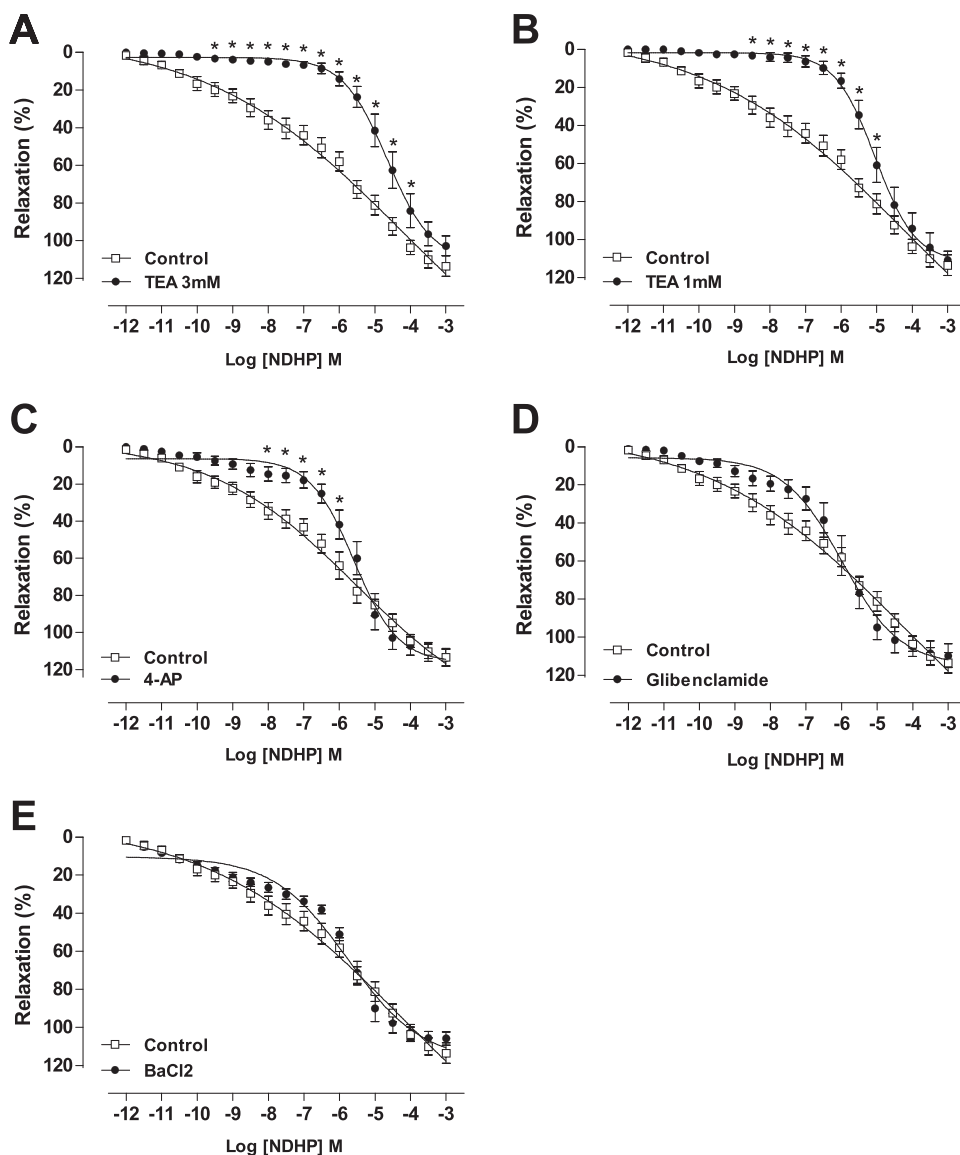 A
0
20
40
60
80
100
120
Relaxation (%)
* * * * * * * * * * * *
Control
TEA 3mM
-12 -11 -10 -9 -8 -7 -6 -5 -4 -3
Log [NDHP] M
B
0
20
40
60
80
100
120
Relaxation (%)
* * * * * * * *
Control
TEA 1mM
-12 -11 -10 -9 -8 -7 -6 -5 -4 -3
Log [NDHP] M
C
0
20
40
60
80
100
120
Relaxation (%)
* * * * *
Control
4-AP
-12 -11 -10 -9 -8 -7 -6 -5 -4 -3
Log [NDHP] M
D
0
20
40
60
80
100
120
Relaxation (%)
Control
Glibenclamide
-12 -11 -10 -9 -8 -7 -6 -5 -4 -3
Log [NDHP] M
E
0
20
40
60
80
100
120
Relaxation (%)
Control
BaCl2
-12 -11 -10 -9 -8 -7 -6 -5 -4 -3
Log [NDHP] M